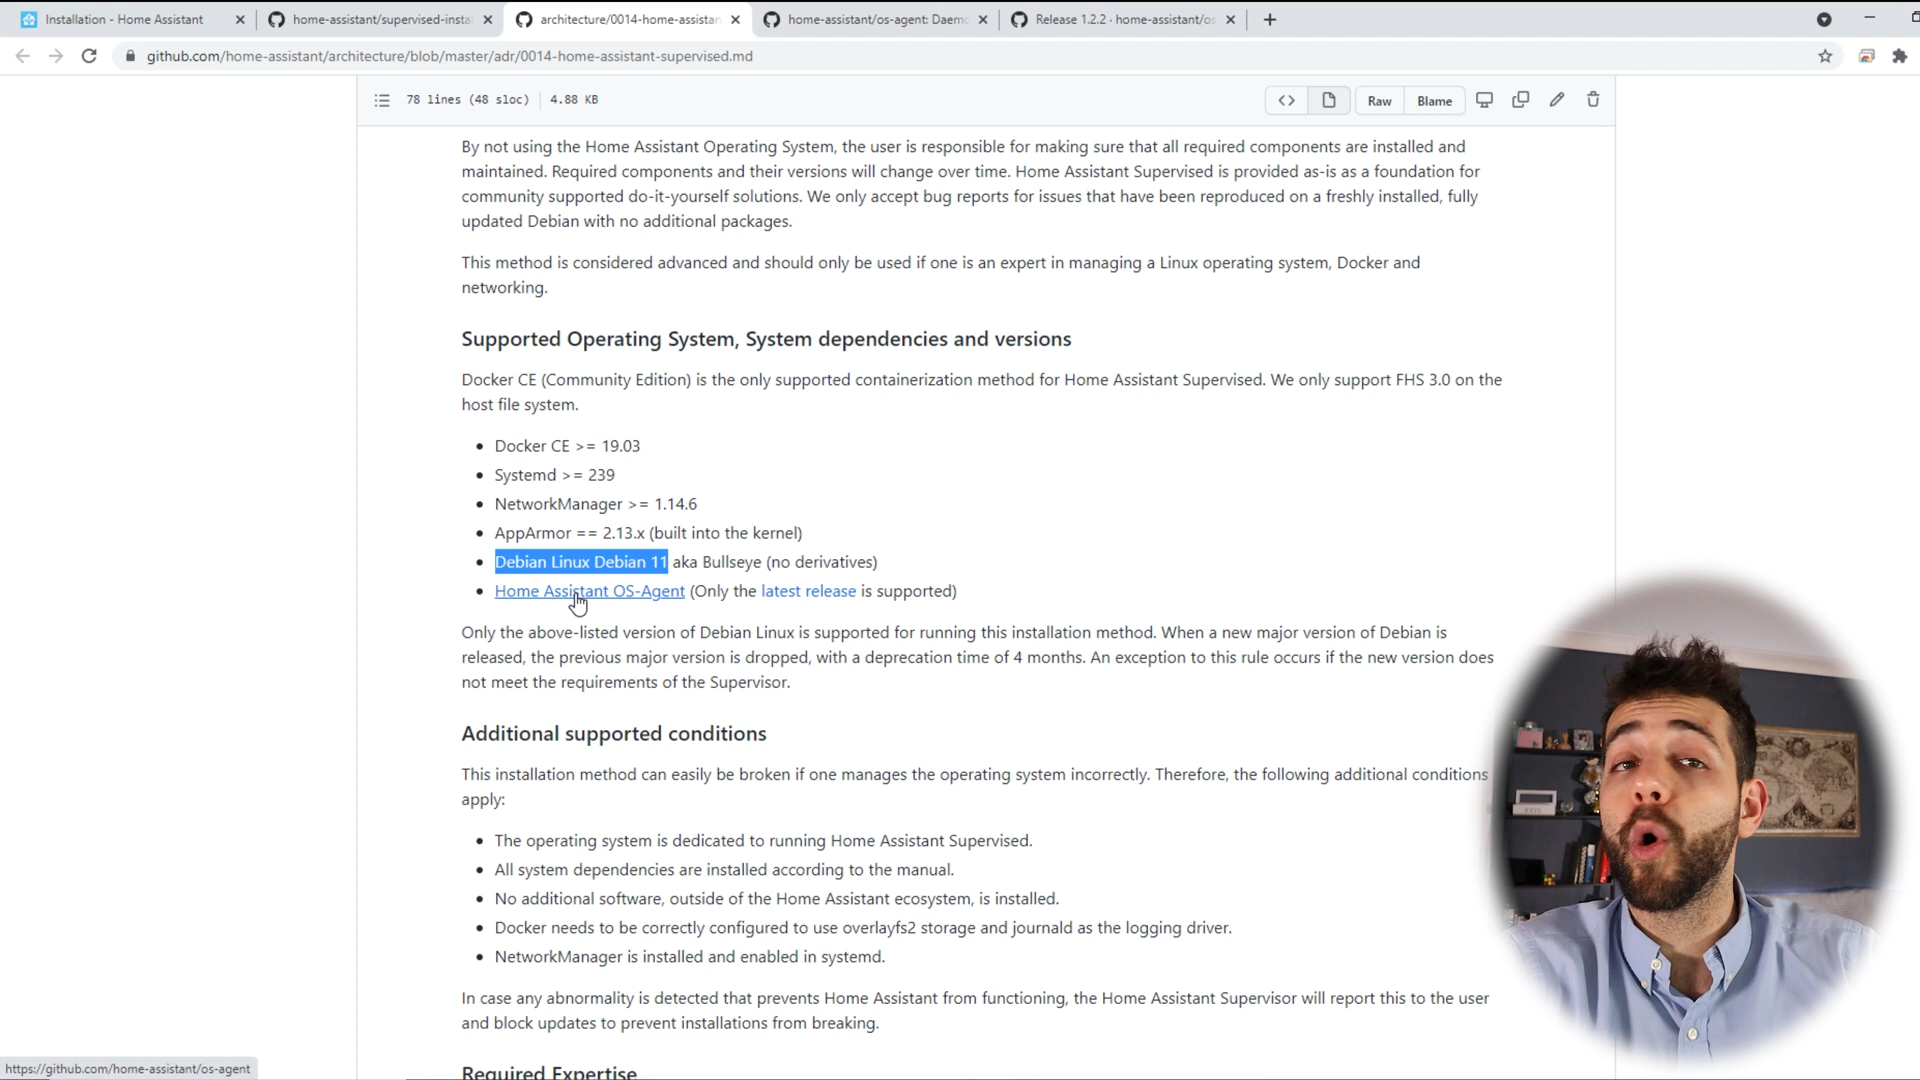 Installation - Home Assistant
home-assistant/supervised-insta
architecture/0014-home-assistan
home-assistant/os-agent: Daemo
Release 1.2.2 · home-assistant/os
github.com/home-assistant/architecture/blob/master/adr/0014-home-assistant-supervised.md
78 lines (48 sloc) 4.88 KB
Raw Blame
By not using the Home Assistant Operating System, the user is responsible for making sure that all required components are installed and
maintained. Required components and their versions will change over time. Home Assistant Supervised is provided as-is as a foundation for
community supported do-it-yourself solutions. We only accept bug reports for issues that have been reproduced on a freshly installed, fully
updated Debian with no additional packages.
This method is considered advanced and should only be used if one is an expert in managing a Linux operating system, Docker and
networking.
Supported Operating System, System dependencies and versions
Docker CE (Community Edition) is the only supported containerization method for Home Assistant Supervised. We only support FHS 3.0 on the
host file system.
• Docker CE >= 19.03
• Systemd >= 239
• NetworkManager >= 1.14.6
• AppArmor == 2.13.x (built into the kernel)
• Debian Linux Debian 11 aka Bullseye (no derivatives)
• Home Assistant OS-Agent (Only the latest release is supported)
Only the above-listed version of Debian Linux is supported for running this installation method. When a new major version of Debian is
released, the previous major version is dropped, with a deprecation time of 4 months. An exception to this rule occurs if the new version does
not meet the requirements of the Supervisor.
Additional supported conditions
This installation method can easily be broken if one manages the operating system incorrectly. Therefore, the following additional conditions
apply:
• The operating system is dedicated to running Home Assistant Supervised.
• All system dependencies are installed according to the manual.
• No additional software, outside of the Home Assistant ecosystem, is installed.
• Docker needs to be correctly configured to use overlayfs2 storage and journald as the logging driver.
• NetworkManager is installed and enabled in systemd.
In case any abnormality is detected that prevents Home Assistant from functioning, the Home Assistant Supervisor will report this to the user
and block updates to prevent installations from breaking.
Required Expertise
https://github.com/home-assistant/os-agent